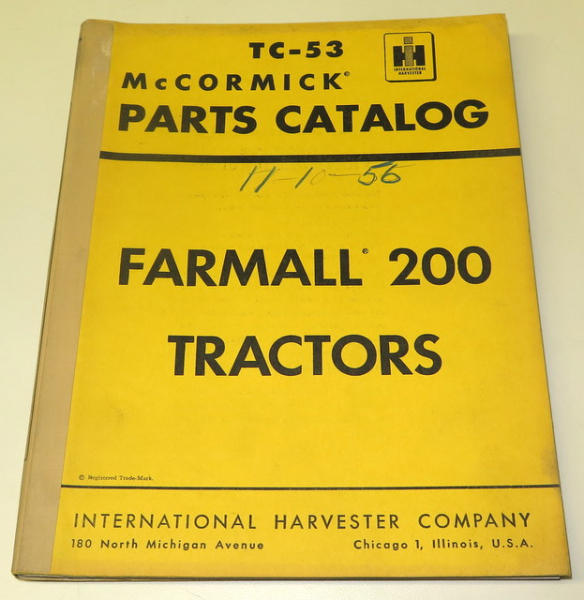 TC-53
IH
INTERNATIONAL
HARVESTER
McCORMICK®
PARTS CATALOG
11-10-56
FARMALL® 200
TRACTORS
® Registered Trade-Mark.
INTERNATIONAL HARVESTER COMPANY
180 North Michigan Avenue Chicago 1, Illinois, U.S.A.